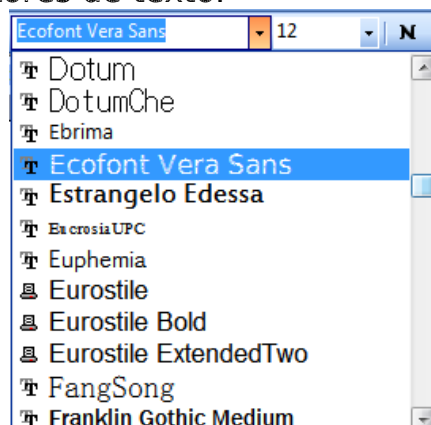 Ecofont Vera Sans 12 N
Dotum
DotumChe
Ebrima
Ecofont Vera Sans
Estrangelo Edessa
EucrosiaUPC
Euphemia
Eurostile
Eurostile Bold
Eurostile ExtendedTwo
FangSong
Franklin Gothic Medium